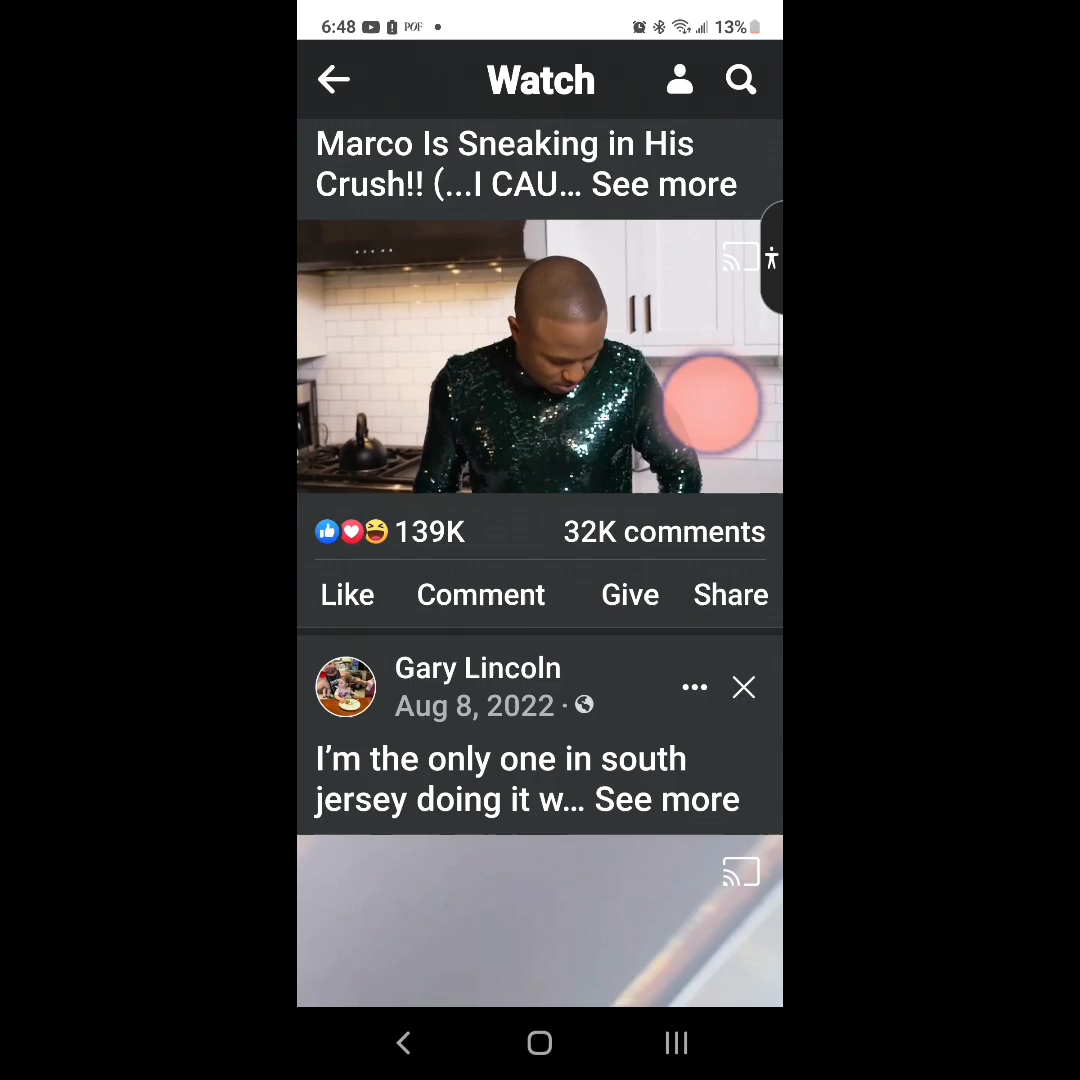 6:48 POF 13%
Watch
Marco Is Sneaking in His
Crush!! (...I CAU... See more
139K 32K comments
Like Comment Give Share
Gary Lincoln
Aug 8, 2022 ·
I’m the only one in south
jersey doing it w... See more